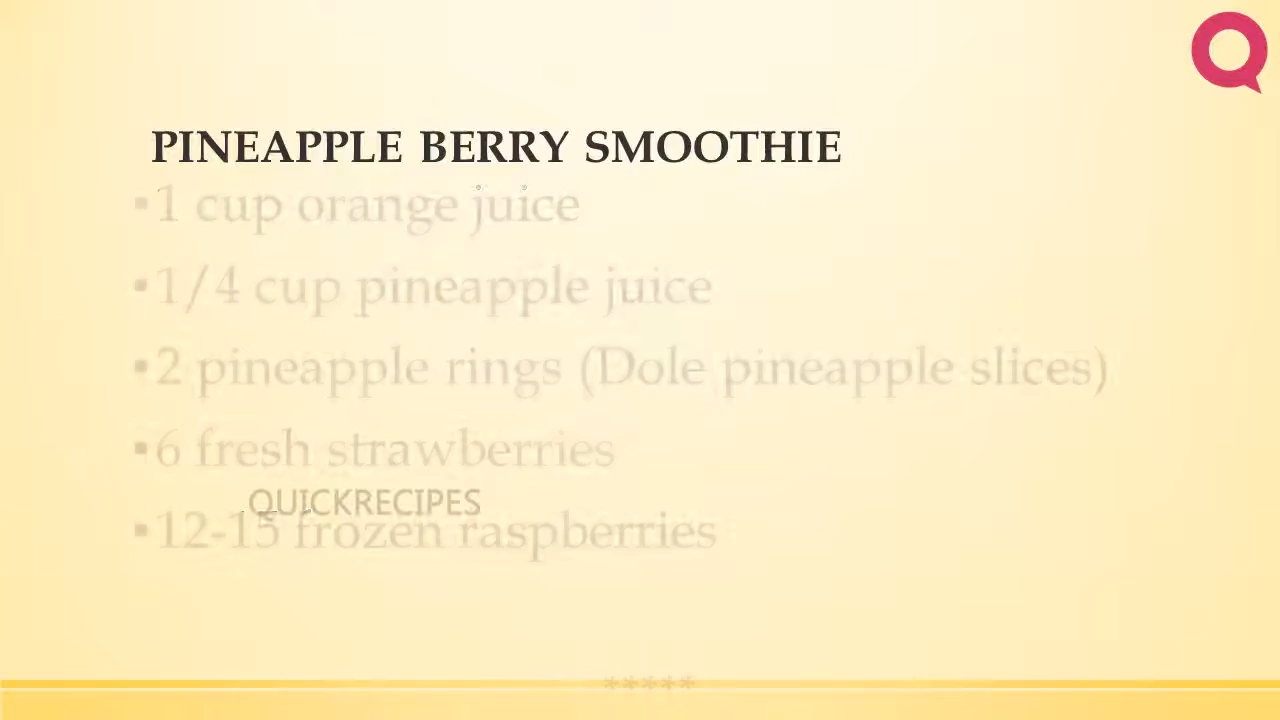 PINEAPPLE BERRY SMOOTHIE
▪1 cup orange juice
▪1/4 cup pineapple juice
▪2 pineapple rings (Dole pineapple slices)
▪6 fresh strawberries
QUICKRECIPES
▪12-15 frozen raspberries
*****